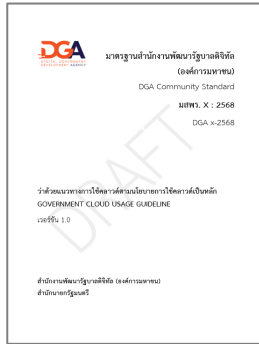 DGA
DIGITAL GOVERNMENT
DEVELOPMENT AGENCY
มาตรฐานสำนักงานพัฒนารัฐบาลดิจิทัล
(องค์การมหาชน)
DGA Community Standard
มสพร. X : 2568
DGA x-2568
DRAFT
ว่าด้วยแนวทางการใช้คลาวด์ตามนโยบายการใช้คลาวด์เป็นหลัก
GOVERNMENT CLOUD USAGE GUIDELINE
เวอร์ชัน 1.0
สำนักงานพัฒนารัฐบาลดิจิทัล (องค์การมหาชน)
สำนักนายกรัฐมนตรี